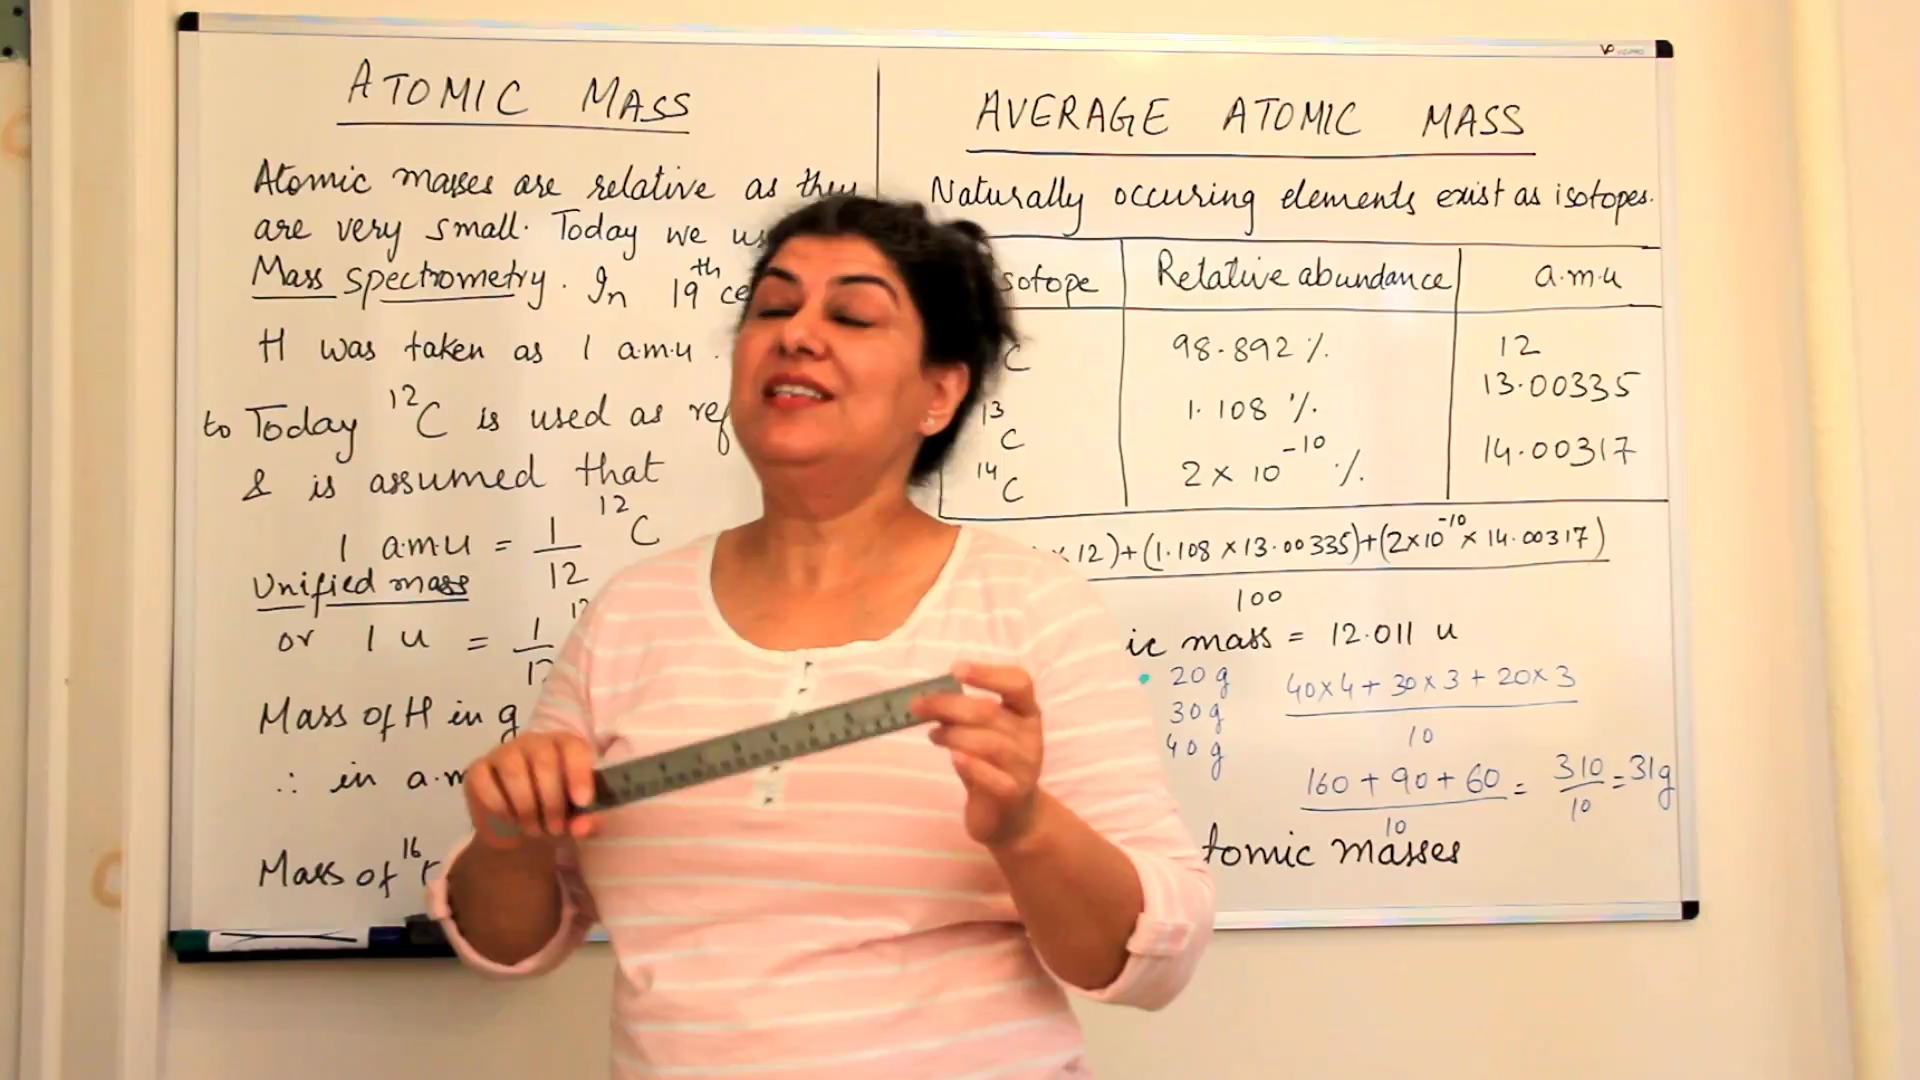 ATOMIC MASS
Atomic masses are relative as they
are very small. Today we us
Mass spectrometry. In 19th ce
H was taken as 1 a.m.u.
to Today 12C is used as ref
& is assumed that
1 a.m.u = 1/12 12C
Unified mass
or 1 u = 1/12
Mass of H in g
∴ in a.m
Mass of 16
AVERAGE ATOMIC MASS
Naturally occuring elements exist as isotopes.
sotope Relative abundance a.m.u
C 98.892 % 12
13C 1.108 % 13.00335
14C 2 × 10-10 % 14.00317
× 12) + (1.108 × 13.00335) + (2×10-10 × 14.00317)
100
ic mass = 12.011 u
20 g
30 g
40 g
40×4 + 30×3 + 20×3
10
160 + 90 + 60 = 310 = 31g
10 10
tomic masses